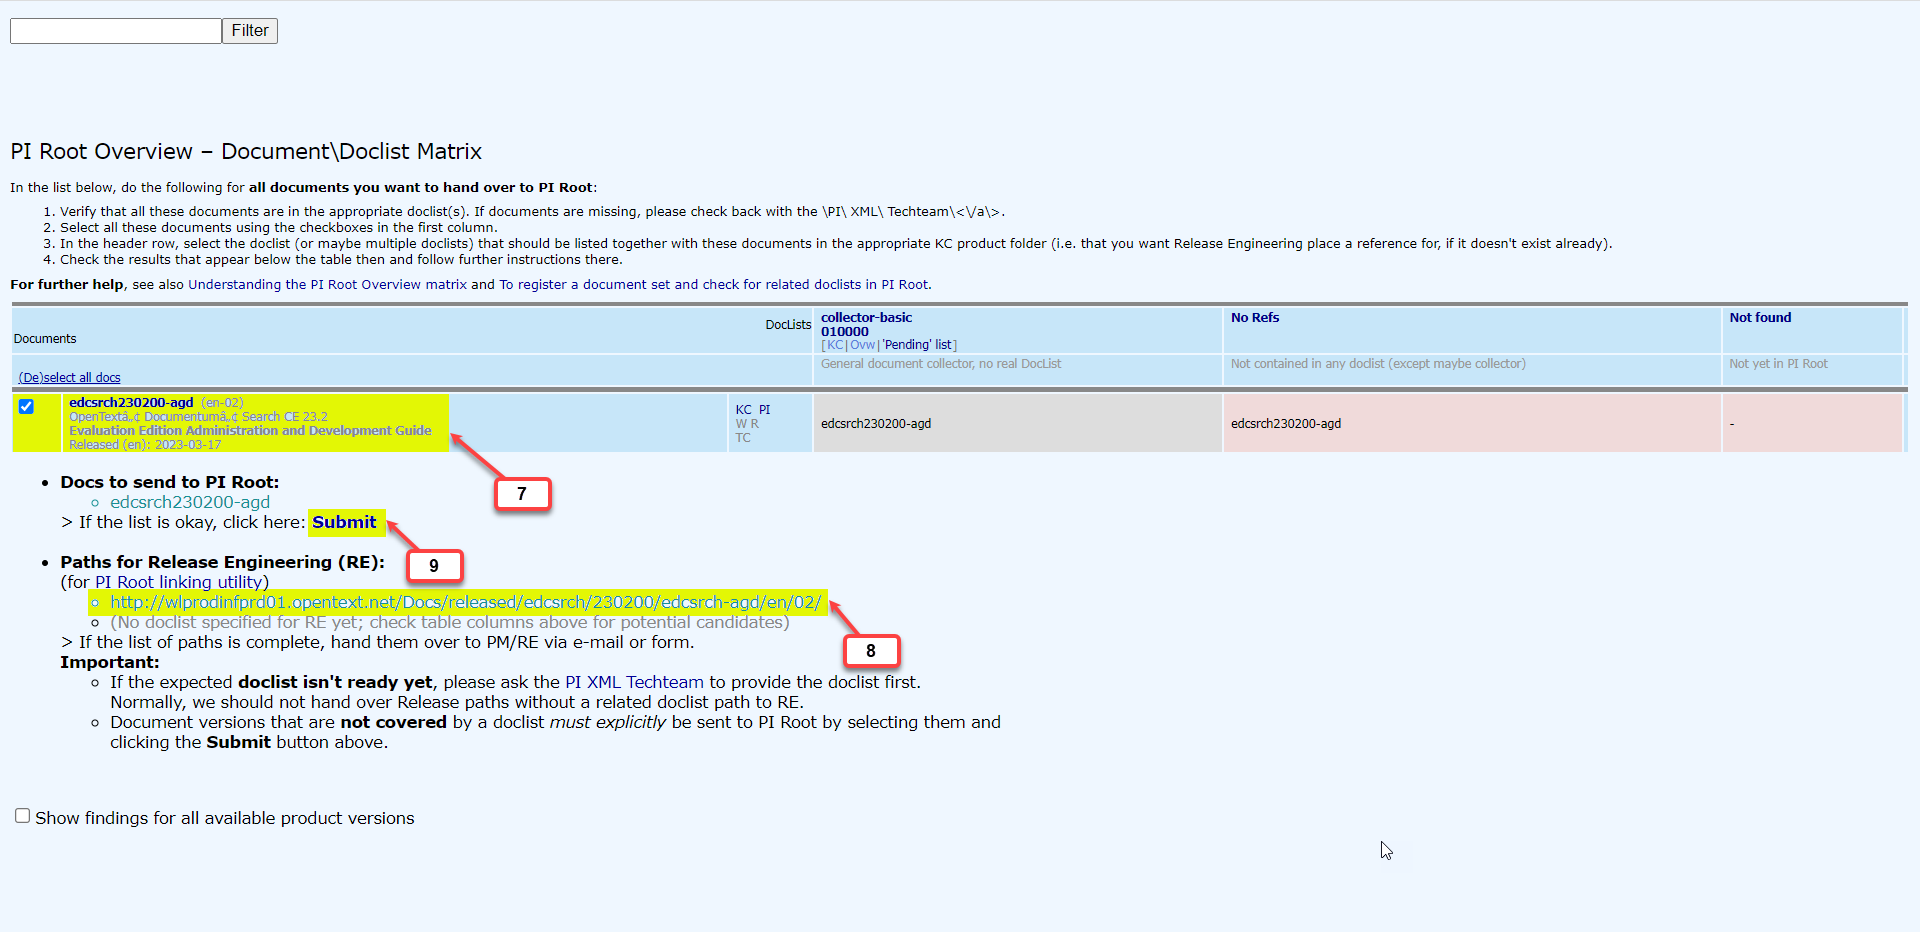 Filter
PI Root Overview – Document\Doclist Matrix
In the list below, do the following for all documents you want to hand over to PI Root:
1. Verify that all these documents are in the appropriate doclist(s). If documents are missing, please check back with the \PI\ XML\ Techteam\<\/a\>.
2. Select all these documents using the checkboxes in the first column.
3. In the header row, select the doclist (or maybe multiple doclists) that should be listed together with these documents in the appropriate KC product folder (i.e. that you want Release Engineering place a reference for, if it doesn't exist already).
4. Check the results that appear below the table then and follow further instructions there.
For further help, see also Understanding the PI Root Overview matrix and To register a document set and check for related doclists in PI Root.
DocLists
Documents
collector-basic
010000
[KC|Ovw|'Pending' list]
No Refs
Not found
(De)select all docs
General document collector, no real DocList
Not contained in any doclist (except maybe collector)
Not yet in PI Root
edcsrch230200-agd (en-02)
OpenTextâ„¢ Documentumâ„¢ Search CE 23.2
Evaluation Edition Administration and Development Guide
Released (en): 2023-03-17
KC PI
W R
TC
edcsrch230200-agd
edcsrch230200-agd
-
7
• Docs to send to PI Root:
edcsrch230200-agd
> If the list is okay, click here: Submit
9
• Paths for Release Engineering (RE):
(for PI Root linking utility)
http://wlprodinfprd01.opentext.net/Docs/released/edcsrch/230200/edcsrch-agd/en/02/
(No doclist specified for RE yet; check table columns above for potential candidates)
8
> If the list of paths is complete, hand them over to PM/RE via e-mail or form.
Important:
If the expected doclist isn't ready yet, please ask the PI XML Techteam to provide the doclist first.
Normally, we should not hand over Release paths without a related doclist path to RE.
Document versions that are not covered by a doclist must explicitly be sent to PI Root by selecting them and
clicking the Submit button above.
Show findings for all available product versions